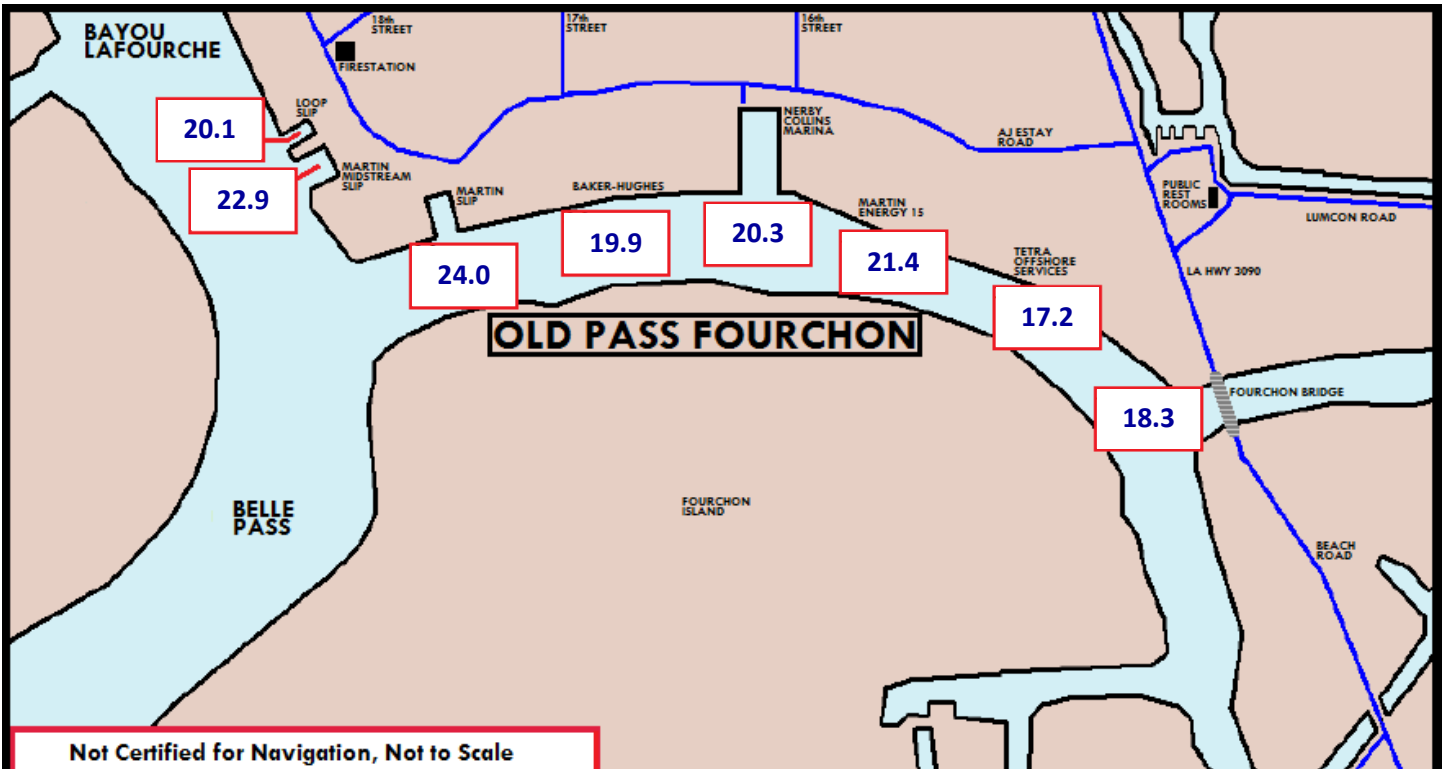 BAYOU
LAFOURCHE
18th
STREET
17th
STREET
16th
STREET
FIRESTATION
LOOP
SLIP
20.1
NERBY
COLLINS
MARINA
AJ ESTAY
ROAD
MARTIN
MIDSTREAM
SLIP
22.9
MARTIN
SLIP
BAKER-HUGHES
PUBLIC
REST
ROOMS
LUMCON ROAD
MARTIN
ENERGY 15
24.0
19.9
20.3
21.4
TETRA
OFFSHORE
SERVICES
LA HWY 3090
17.2
OLD PASS FOURCHON
FOURCHON BRIDGE
18.3
BELLE
PASS
FOURCHON
ISLAND
BEACH
ROAD
Not Certified for Navigation, Not to Scale